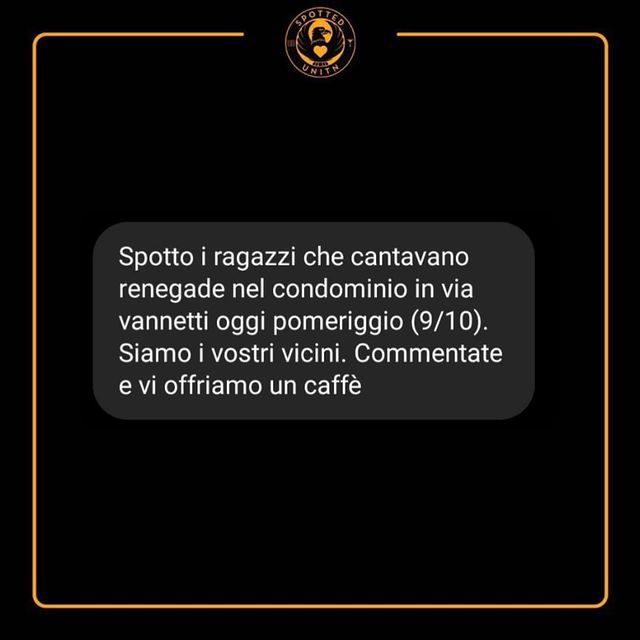 SPOTTED
UNITN
Spotto i ragazzi che cantavano
renegade nel condominio in via
vannetti oggi pomeriggio (9/10).
Siamo i vostri vicini. Commentate
e vi offriamo un caffè